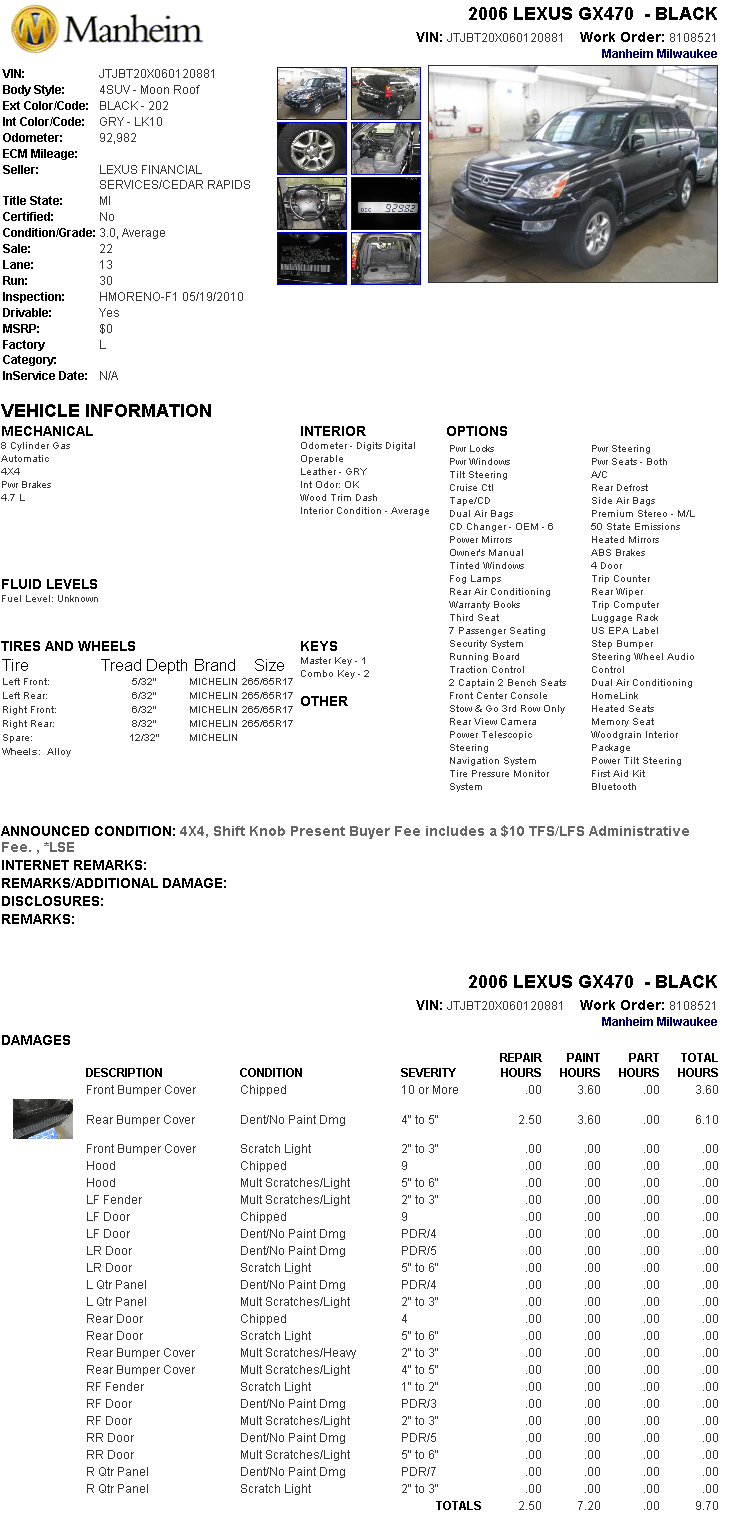 Manheim
2006 LEXUS GX470 - BLACK
VIN: JTJBT20X060120881 Work Order: 8108521
Manheim Milwaukee
VIN: JTJBT20X060120881
Body Style: 4SUV - Moon Roof
Ext Color/Code: BLACK - 202
Int Color/Code: GRY - LK10
Odometer: 92,982
ECM Mileage:
Seller: LEXUS FINANCIAL
SERVICES/CEDAR RAPIDS
Title State: MI
Certified: No
Condition/Grade: 3.0, Average
Sale: 22
Lane: 13
Run: 30
Inspection: HMORENO-F1 05/19/2010
Drivable: Yes
MSRP: $0
Factory L
Category:
InService Date: N/A
ODO 92982
VEHICLE INFORMATION
MECHANICAL
8 Cylinder Gas
Automatic
4X4
Pwr Brakes
4.7 L
INTERIOR
Odometer - Digits Digital
Operable
Leather - GRY
Int Odor: OK
Wood Trim Dash
Interior Condition - Average
OPTIONS
Pwr Locks Pwr Steering
Pwr Windows Pwr Seats - Both
Tilt Steering A/C
Cruise Ctl Rear Defrost
Tape/CD Side Air Bags
Dual Air Bags Premium Stereo - M/L
CD Changer - OEM - 6 50 State Emissions
Power Mirrors Heated Mirrors
Owner's Manual ABS Brakes
Tinted Windows 4 Door
Fog Lamps Trip Counter
Rear Air Conditioning Rear Wiper
Warranty Books Trip Computer
Third Seat Luggage Rack
7 Passenger Seating US EPA Label
Security System Step Bumper
Running Board Steering Wheel Audio
Traction Control Control
2 Captain 2 Bench Seats Dual Air Conditioning
Front Center Console HomeLink
Stow & Go 3rd Row Only Heated Seats
Rear View Camera Memory Seat
Power Telescopic Woodgrain Interior
Steering Package
Navigation System Power Tilt Steering
Tire Pressure Monitor First Aid Kit
System Bluetooth
FLUID LEVELS
Fuel Level: Unknown
TIRES AND WHEELS
Tire Tread Depth Brand Size
Left Front: 5/32" MICHELIN 265/65R17
Left Rear: 6/32" MICHELIN 265/65R17
Right Front: 6/32" MICHELIN 265/65R17
Right Rear: 8/32" MICHELIN 265/65R17
Spare: 12/32" MICHELIN
Wheels: Alloy
KEYS
Master Key - 1
Combo Key - 2
OTHER
ANNOUNCED CONDITION: 4X4, Shift Knob Present Buyer Fee includes a $10 TFS/LFS Administrative
Fee. , *LSE
INTERNET REMARKS:
REMARKS/ADDITIONAL DAMAGE:
DISCLOSURES:
REMARKS:
2006 LEXUS GX470 - BLACK
VIN: JTJBT20X060120881 Work Order: 8108521
Manheim Milwaukee
DAMAGES
REPAIR PAINT PART TOTAL
DESCRIPTION CONDITION SEVERITY HOURS HOURS HOURS HOURS
Front Bumper Cover Chipped 10 or More .00 3.60 .00 3.60
Rear Bumper Cover Dent/No Paint Dmg 4" to 5" 2.50 3.60 .00 6.10
Front Bumper Cover Scratch Light 2" to 3" .00 .00 .00 .00
Hood Chipped 9 .00 .00 .00 .00
Hood Mult Scratches/Light 5" to 6" .00 .00 .00 .00
LF Fender Mult Scratches/Light 2" to 3" .00 .00 .00 .00
LF Door Chipped 9 .00 .00 .00 .00
LF Door Dent/No Paint Dmg PDR/4 .00 .00 .00 .00
LR Door Dent/No Paint Dmg PDR/5 .00 .00 .00 .00
LR Door Scratch Light 5" to 6" .00 .00 .00 .00
L Qtr Panel Dent/No Paint Dmg PDR/4 .00 .00 .00 .00
L Qtr Panel Mult Scratches/Light 2" to 3" .00 .00 .00 .00
Rear Door Chipped 4 .00 .00 .00 .00
Rear Door Scratch Light 5" to 6" .00 .00 .00 .00
Rear Bumper Cover Mult Scratches/Heavy 2" to 3" .00 .00 .00 .00
Rear Bumper Cover Mult Scratches/Light 4" to 5" .00 .00 .00 .00
RF Fender Scratch Light 1" to 2" .00 .00 .00 .00
RF Door Dent/No Paint Dmg PDR/3 .00 .00 .00 .00
RF Door Mult Scratches/Light 2" to 3" .00 .00 .00 .00
RR Door Dent/No Paint Dmg PDR/5 .00 .00 .00 .00
RR Door Mult Scratches/Light 5" to 6" .00 .00 .00 .00
R Qtr Panel Dent/No Paint Dmg PDR/7 .00 .00 .00 .00
R Qtr Panel Scratch Light 2" to 3" .00 .00 .00 .00
TOTALS 2.50 7.20 .00 9.70